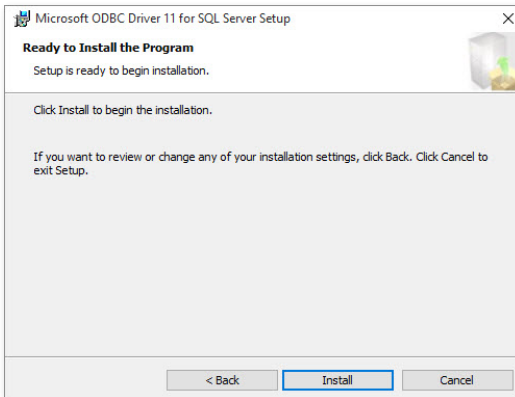 Microsoft ODBC Driver 11 for SQL Server Setup
Ready to Install the Program
Setup is ready to begin installation.
Click Install to begin the installation.
If you want to review or change any of your installation settings, click Back. Click Cancel to
exit Setup.
< Back Install Cancel